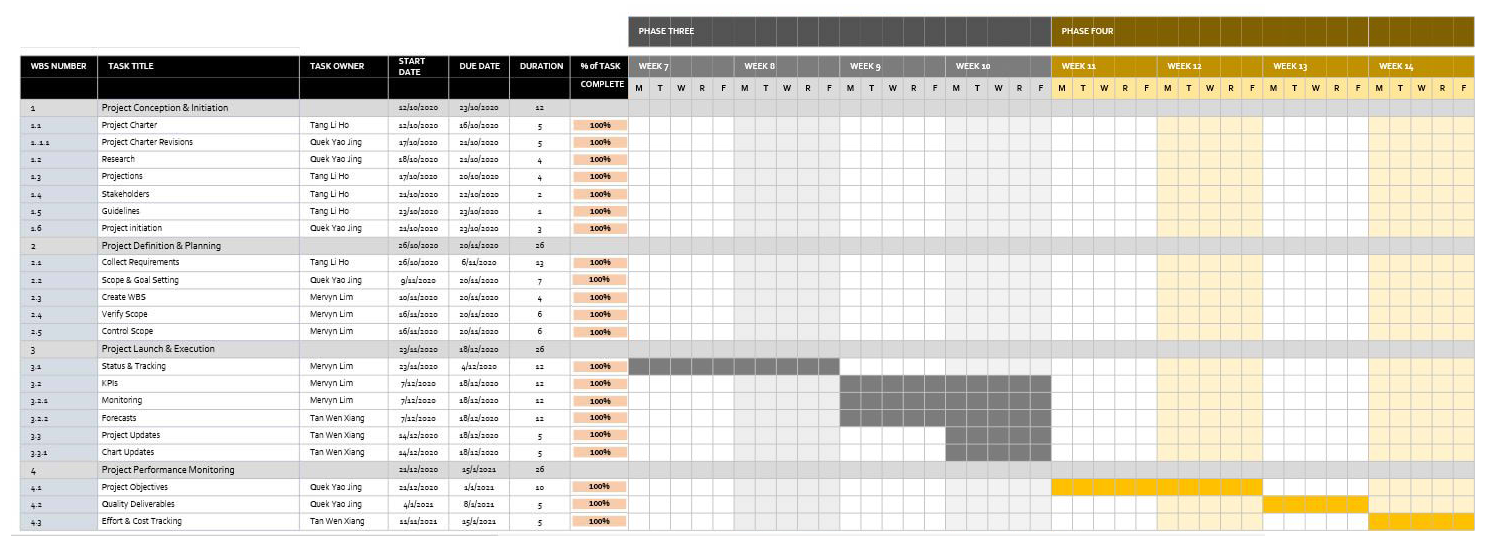 PHASE THREE PHASE FOUR
WBS NUMBER TASK TITLE TASK OWNER START DATE DUE DATE DURATION % of TASK COMPLETE WEEK 7 WEEK 8 WEEK 9 WEEK 10 WEEK 11 WEEK 12 WEEK 13 WEEK 14
M T W R F M T W R F M T W R F M T W R F M T W R F M T W R F M T W R F M T W R F
1 Project Conception & Initiation 12/10/2020 23/10/2020 12
1.1 Project Charter Tang Li Ho 12/10/2020 16/10/2020 5 100%
1.1.1 Project Charter Revisions Quek Yao Jing 17/10/2020 21/10/2020 5 100%
1.2 Research Quek Yao Jing 18/10/2020 21/10/2020 4 100%
1.3 Projections Tang Li Ho 17/10/2020 20/10/2020 4 100%
1.4 Stakeholders Tang Li Ho 21/10/2020 22/10/2020 2 100%
1.5 Guidelines Tang Li Ho 23/10/2020 23/10/2020 1 100%
1.6 Project initiation Quek Yao Jing 21/10/2020 23/10/2020 3 100%
2 Project Definition & Planning 26/10/2020 20/11/2020 26
2.1 Collect Requirements Tang Li Ho 26/10/2020 6/11/2020 13 100%
2.2 Scope & Goal Setting Quek Yao Jing 9/11/2020 20/11/2020 7 100%
2.3 Create WBS Mervyn Lim 10/11/2020 20/11/2020 4 100%
2.4 Verify Scope Mervyn Lim 16/11/2020 20/11/2020 6 100%
2.5 Control Scope Mervyn Lim 16/11/2020 20/11/2020 6 100%
3 Project Launch & Execution 23/11/2020 18/12/2020 26
3.1 Status & Tracking Mervyn Lim 23/11/2020 4/12/2020 12 100%
3.2 KPIs Mervyn Lim 7/12/2020 18/12/2020 12 100%
3.2.1 Monitoring Mervyn Lim 7/12/2020 18/12/2020 12 100%
3.2.2 Forecasts Tan Wen Xiang 7/12/2020 18/12/2020 12 100%
3.3 Project Updates Tan Wen Xiang 14/12/2020 18/12/2020 5 100%
3.3.1 Chart Updates Tan Wen Xiang 14/12/2020 18/12/2020 5 100%
4 Project Performance Monitoring 21/12/2020 15/1/2021 26
4.1 Project Objectives Quek Yao Jing 21/12/2020 1/1/2021 10 100%
4.2 Quality Deliverables Quek Yao Jing 4/1/2021 8/1/2021 5 100%
4.3 Effort & Cost Tracking Tan Wen Xiang 11/11/2021 15/1/2021 5 100%